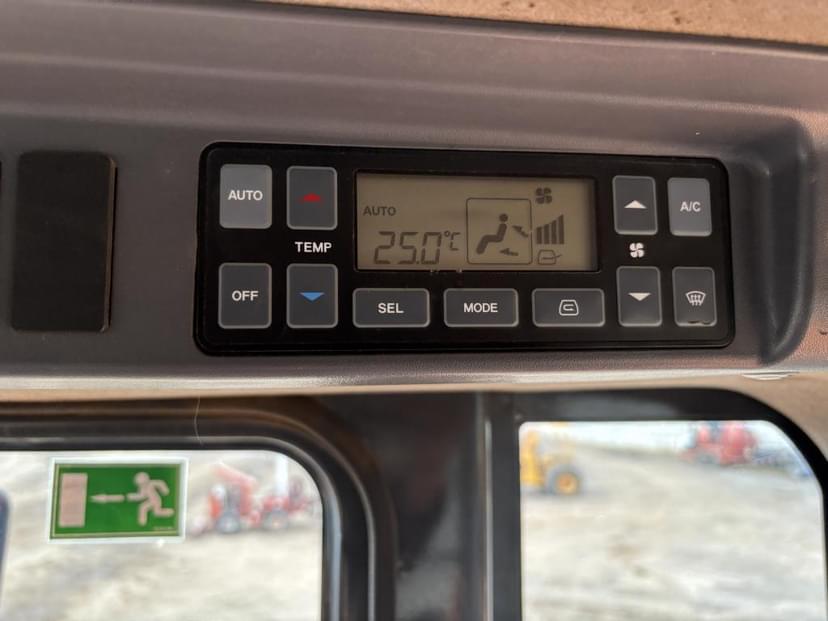 AUTO
TEMP
OFF
AUTO
25.0°C
A/C
SEL
MODE